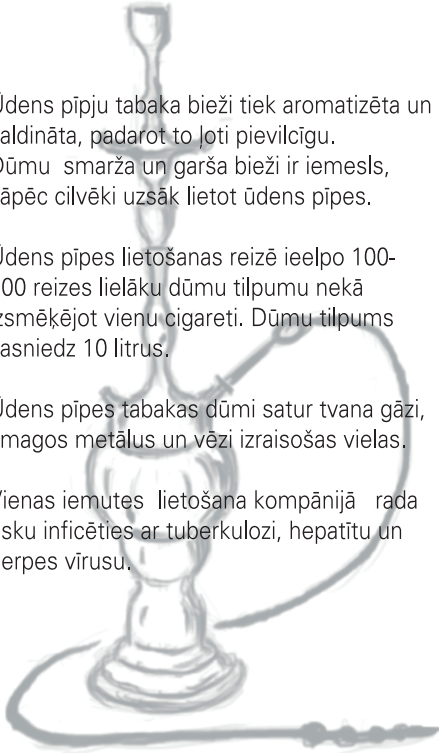 Ūdens pīpju tabaka bieži tiek aromatizēta un
aldināta, padarot to ļoti pievilcīgu.
Dūmu smarža un garša bieži ir iemesls,
āpēc cilvēki uzsāk lietot ūdens pīpes.
Ūdens pīpes lietošanas reizē ieelpo 100-
00 reizes lielāku dūmu tilpumu nekā
zsmēķējot vienu cigareti. Dūmu tilpums
asniedz 10 litrus.
Ūdens pīpes tabakas dūmi satur tvana gāzi,
magos metālus un vēzi izraisošas vielas.
Vienas iemutes lietošana kompānijā rada
isku inficēties ar tuberkulozi, hepatītu un
erpes vīrusu.